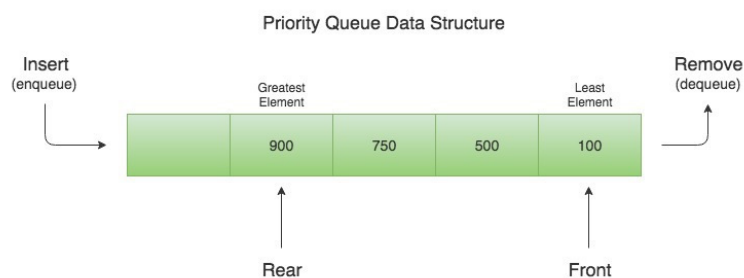 Priority Queue Data Structure
Insert
(enqueue)
Remove
(dequeue)
Greatest
Element
Least
Element
900 750 500 100
Rear
Front